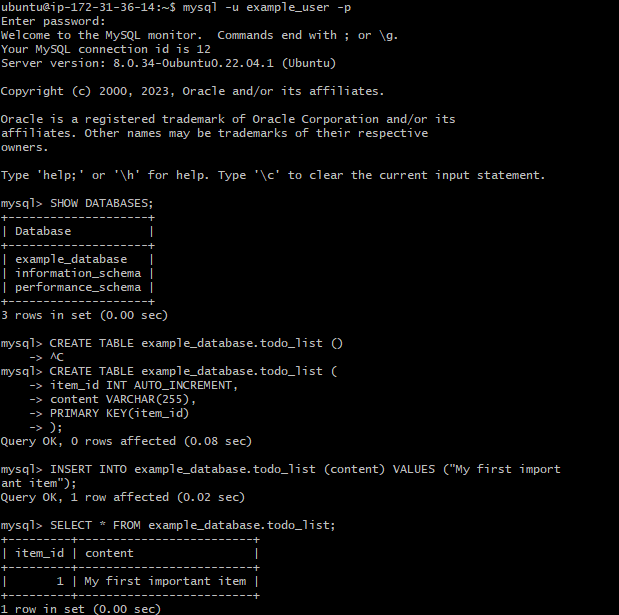 ubuntu@ip-172-31-36-14:~$ mysql -u example_user -p
Enter password:
Welcome to the MySQL monitor.  Commands end with ; or \g.
Your MySQL connection id is 12
Server version: 8.0.34-0ubuntu0.22.04.1 (Ubuntu)

Copyright (c) 2000, 2023, Oracle and/or its affiliates.

Oracle is a registered trademark of Oracle Corporation and/or its
affiliates. Other names may be trademarks of their respective
owners.

Type 'help;' or '\h' for help. Type '\c' to clear the current input statement.

mysql> SHOW DATABASES;
+--------------------+
| Database           |
+--------------------+
| example_database   |
| information_schema |
| performance_schema |
+--------------------+
3 rows in set (0.00 sec)

mysql> CREATE TABLE example_database.todo_list ()
    -> ^C
mysql> CREATE TABLE example_database.todo_list (
    -> item_id INT AUTO_INCREMENT,
    -> content VARCHAR(255),
    -> PRIMARY KEY(item_id)
    -> );
Query OK, 0 rows affected (0.08 sec)

mysql> INSERT INTO example_database.todo_list (content) VALUES ("My first import
ant item");
Query OK, 1 row affected (0.02 sec)

mysql> SELECT * FROM example_database.todo_list;
+---------+-------------------------+
| item_id | content                 |
+---------+-------------------------+
|       1 | My first important item |
+---------+-------------------------+
1 row in set (0.00 sec)